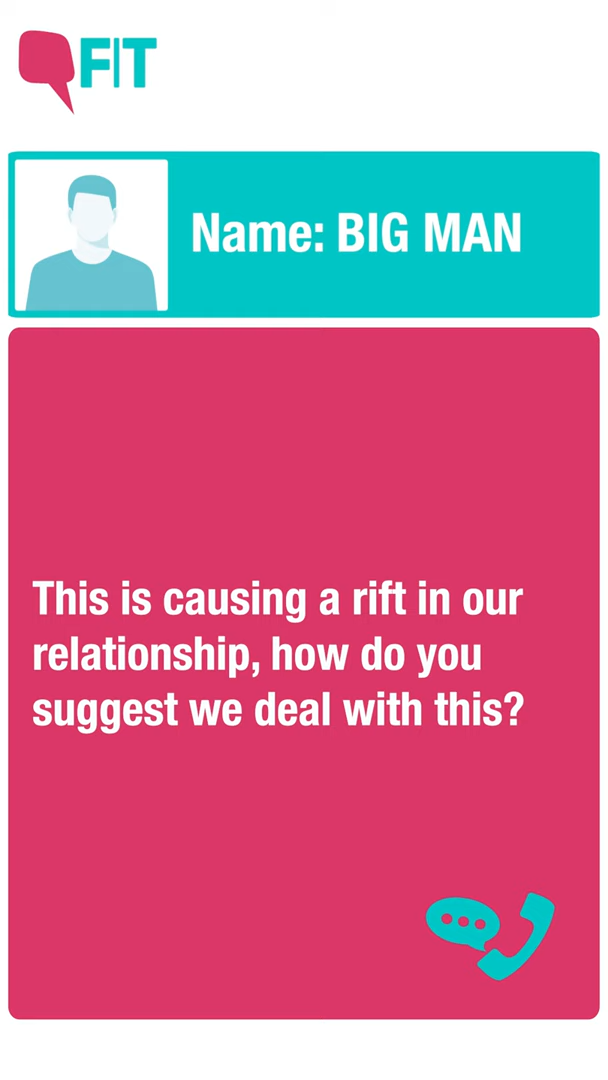 FIT
Name: BIG MAN
This is causing a rift in our
relationship, how do you
suggest we deal with this?